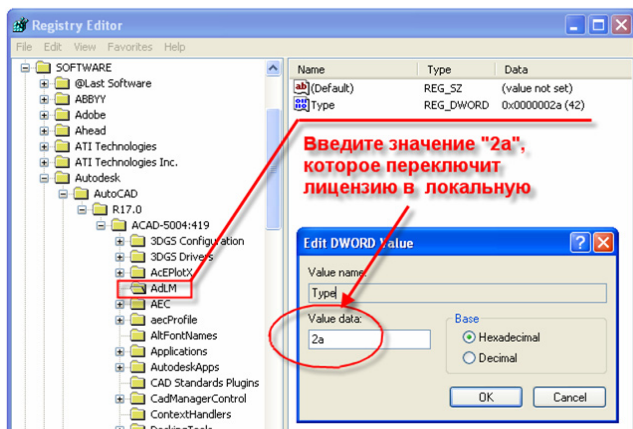 Registry Editor
File Edit View Favorites Help
SOFTWARE
@Last Software
ABBYY
Adobe
Ahead
ATI Technologies
ATI Technologies Inc.
Autodesk
AutoCAD
R17.0
ACAD-5004:419
3DGS Configuration
3DGS Drivers
AcEPlotX
AdLM
AEC
aecProfile
AltFontNames
Applications
AutodeskApps
CAD Standards Plugins
CadManagerControl
ContextHandlers
DockingTools
Name Type Data
(Default) REG_SZ (value not set)
Type REG_DWORD 0x0000002a (42)
Введите значение "2a",
которое переключит
лицензию в локальную
Edit DWORD Value
Value name:
Type
Value data:
2a
Base
Hexadecimal
Decimal
OK Cancel